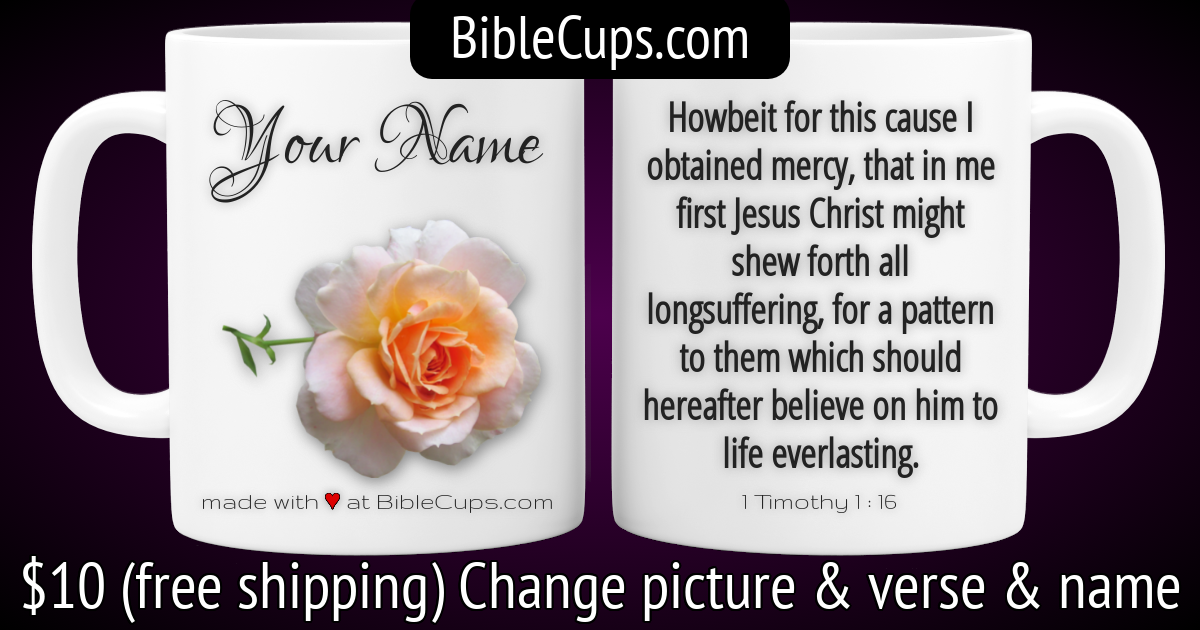 BibleCups.com
Your Name
made with ♥ at BibleCups.com
Howbeit for this cause I
obtained mercy, that in me
first Jesus Christ might
shew forth all
longsuffering, for a pattern
to them which should
hereafter believe on him to
life everlasting.
1 Timothy 1 : 16
$10 (free shipping) Change picture & verse & name